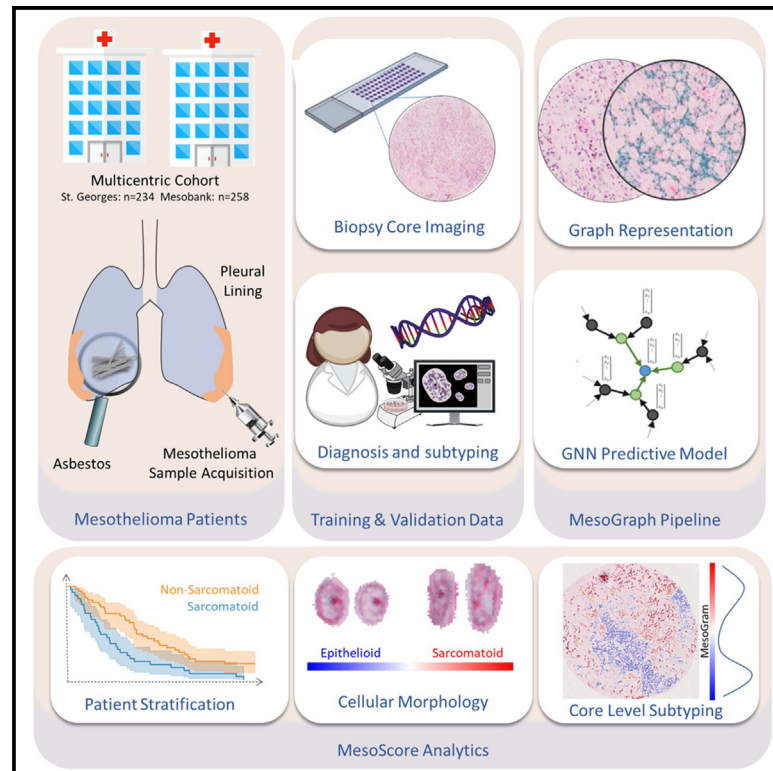 Multicentric Cohort
St. Georges: n=234 Mesobank: n=258
Pleural
Lining
Asbestos
Mesothelioma
Sample Acquisition
Mesothelioma Patients
Biopsy Core Imaging
Diagnosis and subtyping
Training & Validation Data
Graph Representation
GNN Predictive Model
MesoGraph Pipeline
Non-Sarcomatoid
Sarcomatoid
Patient Stratification
Epithelioid
Sarcomatoid
Cellular Morphology
MesoGram
Core Level Subtyping
MesoScore Analytics